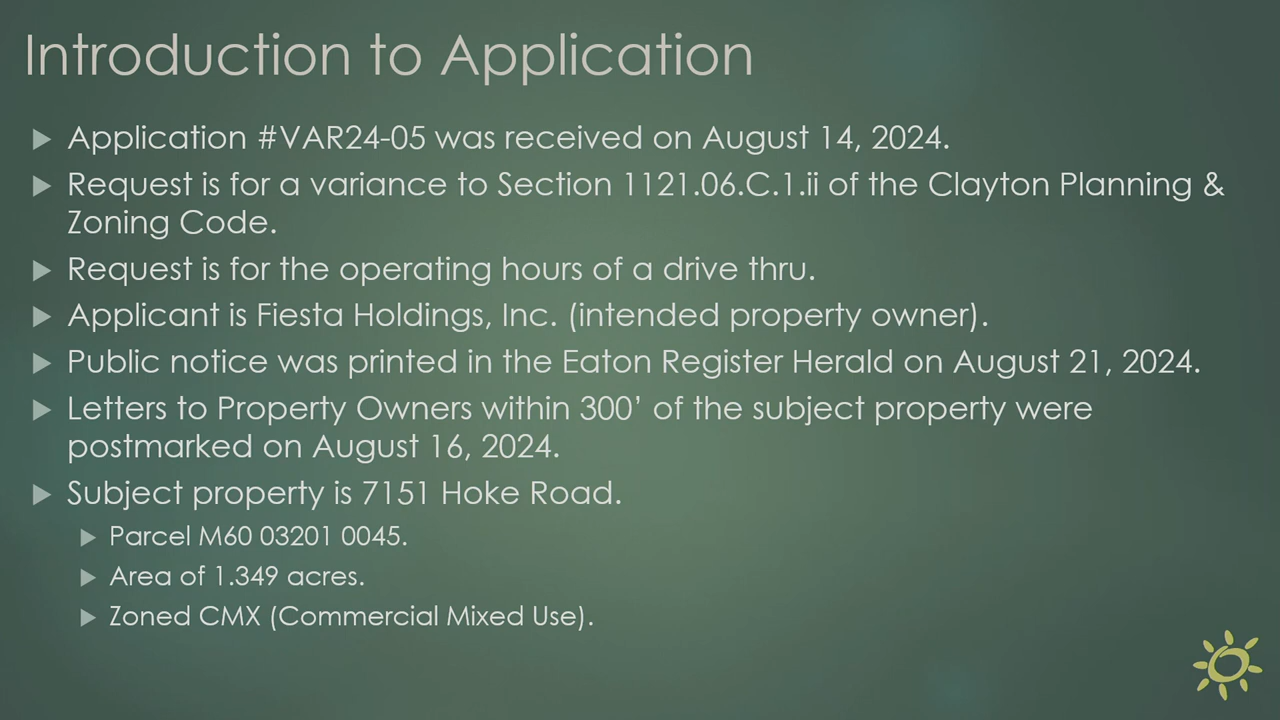 Introduction to Application
Application #VAR24-05 was received on August 14, 2024.
Request is for a variance to Section 1121.06.C.1.ii of the Clayton Planning &
Zoning Code.
Request is for the operating hours of a drive thru.
Applicant is Fiesta Holdings, Inc. (intended property owner).
Public notice was printed in the Eaton Register Herald on August 21, 2024.
Letters to Property Owners within 300’ of the subject property were
postmarked on August 16, 2024.
Subject property is 7151 Hoke Road.
Parcel M60 03201 0045.
Area of 1.349 acres.
Zoned CMX (Commercial Mixed Use).